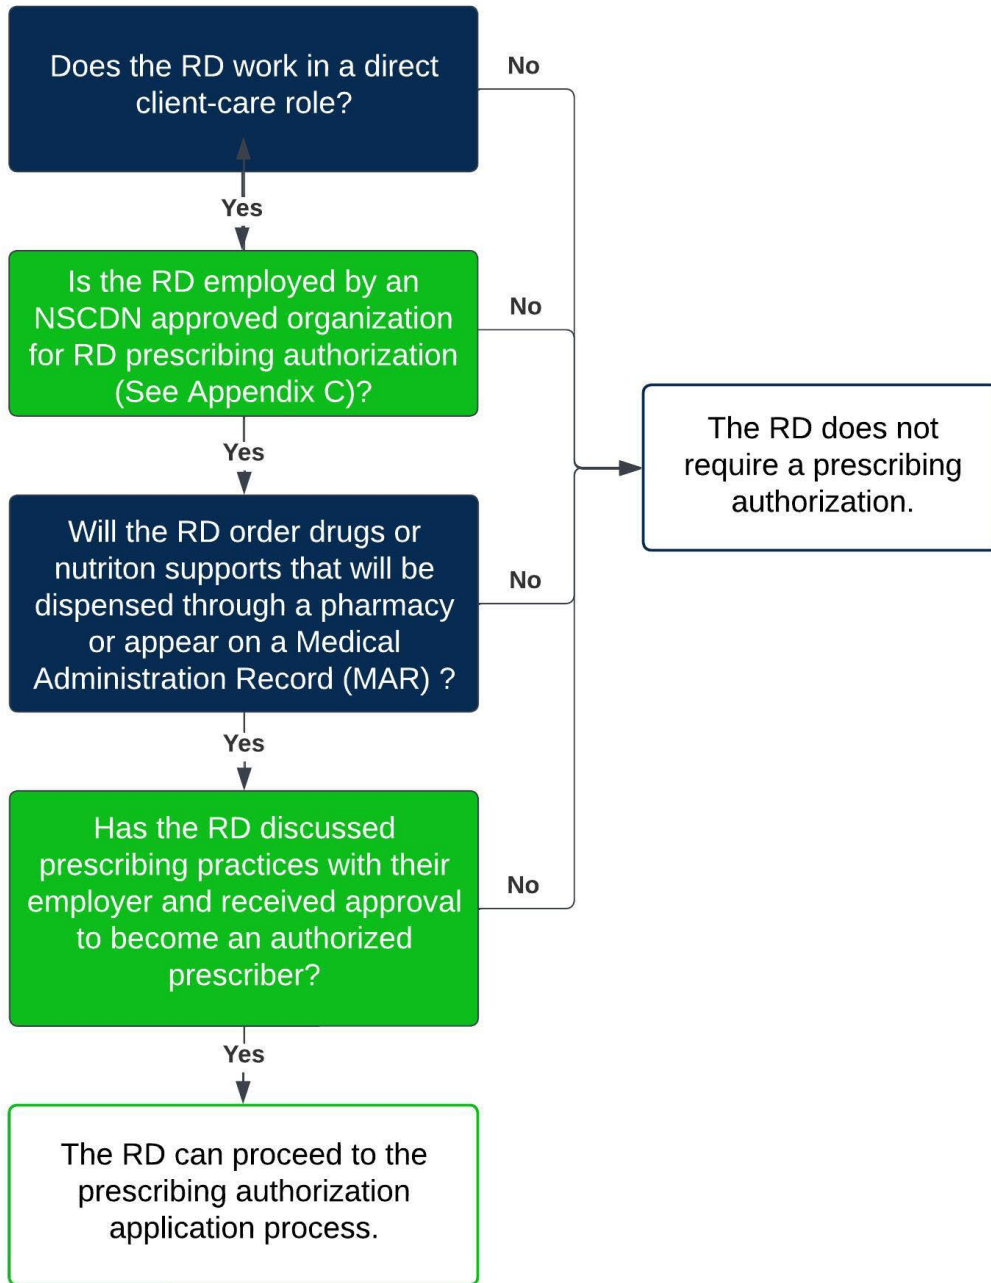 Does the RD work in a direct
client-care role?
No
Yes
Is the RD employed by an
NSCDN approved organization
for RD prescribing authorization
(See Appendix C)?
No
Yes
Will the RD order drugs or
nutriton supports that will be
dispensed through a pharmacy
or appear on a Medical
Administration Record (MAR) ?
No
Yes
Has the RD discussed
prescribing practices with their
employer and received approval
to become an authorized
prescriber?
No
Yes
The RD can proceed to the
prescribing authorization
application process.
The RD does not
require a prescribing
authorization.